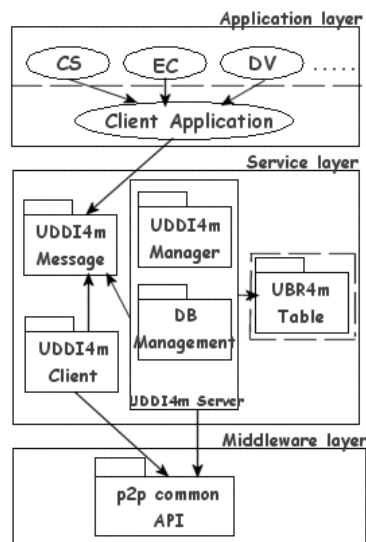 Application layer
CS
EC
DV
.....
Client Application
Service layer
UDDI4m
Message
UDDI4m
Manager
UBR4m
Table
DB
Management
UDDI4m
Client
UDDI4m Server
Middleware layer
p2p common
API